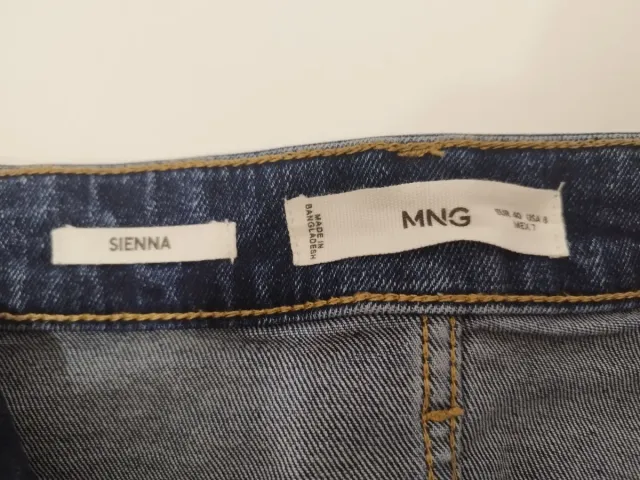 SIENNA
MADE IN
BANGLADESH
MNG
EUR 40 USA 8
MEX 7